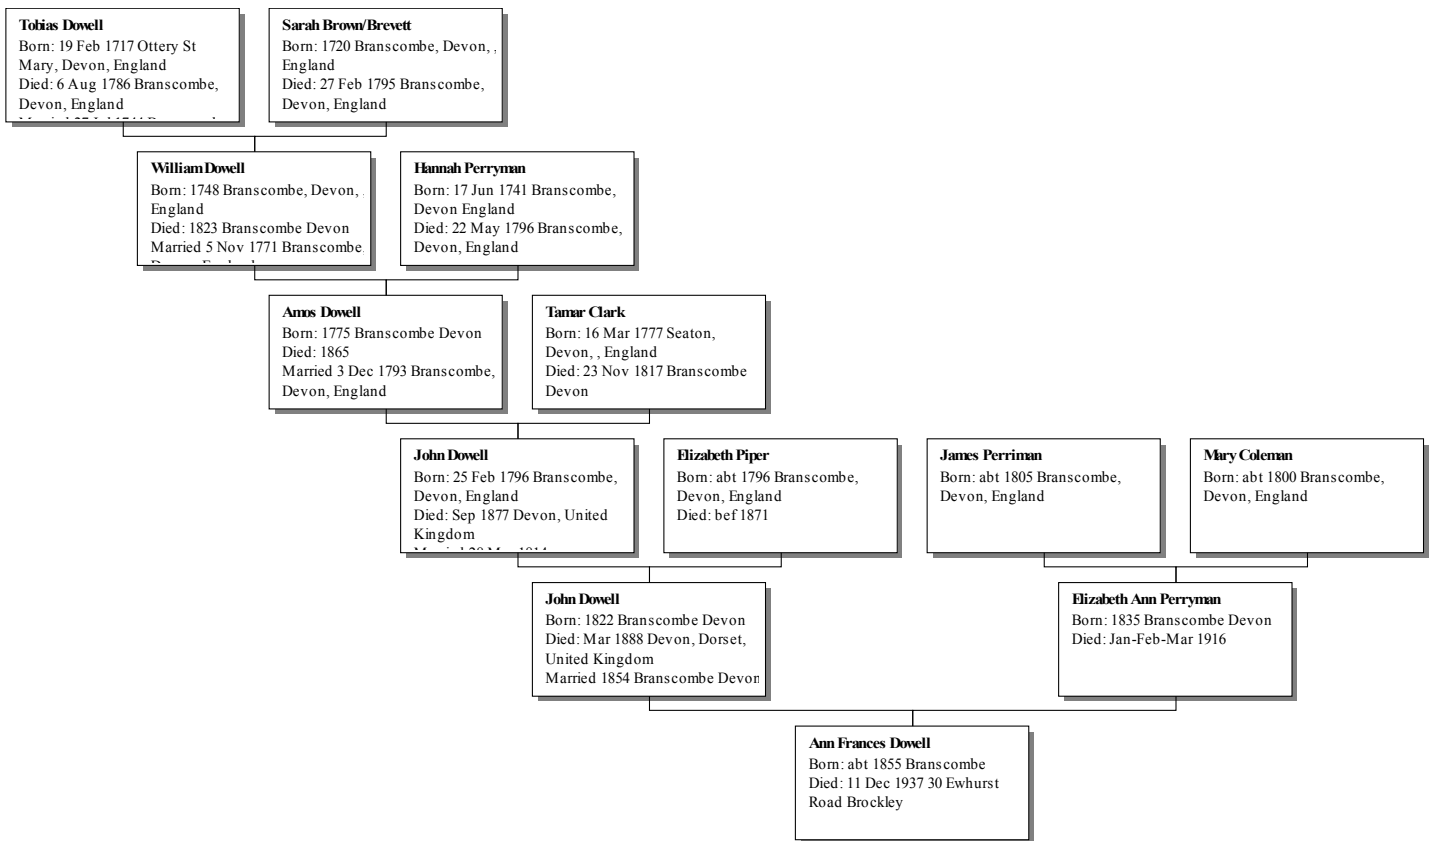 Tobias Dowell
Born: 19 Feb 1717 Ottery St
Mary, Devon, England
Died: 6 Aug 1786 Branscombe,
Devon, England
Sarah Brown/Brevett
Born: 1720 Branscombe, Devon, ,
England
Died: 27 Feb 1795 Branscombe,
Devon, England
William Dowell
Born: 1748 Branscombe, Devon, ,
England
Died: 1823 Branscombe Devon
Married 5 Nov 1771 Branscombe,
Hannah Perryman
Born: 17 Jun 1741 Branscombe,
Devon England
Died: 22 May 1796 Branscombe,
Devon, England
Amos Dowell
Born: 1775 Branscombe Devon
Died: 1865
Married 3 Dec 1793 Branscombe,
Devon, England
Tamar Clark
Born: 16 Mar 1777 Seaton,
Devon, , England
Died: 23 Nov 1817 Branscombe
Devon
John Dowell
Born: 25 Feb 1796 Branscombe,
Devon, England
Died: Sep 1877 Devon, United
Kingdom
Elizabeth Piper
Born: abt 1796 Branscombe,
Devon, England
Died: bef 1871
James Perriman
Born: abt 1805 Branscombe,
Devon, England
Mary Coleman
Born: abt 1800 Branscombe,
Devon, England
John Dowell
Born: 1822 Branscombe Devon
Died: Mar 1888 Devon, Dorset,
United Kingdom
Married 1854 Branscombe Devon
Elizabeth Ann Perryman
Born: 1835 Branscombe Devon
Died: Jan-Feb-Mar 1916
Ann Frances Dowell
Born: abt 1855 Branscombe
Died: 11 Dec 1937 30 Ewhurst
Road Brockley